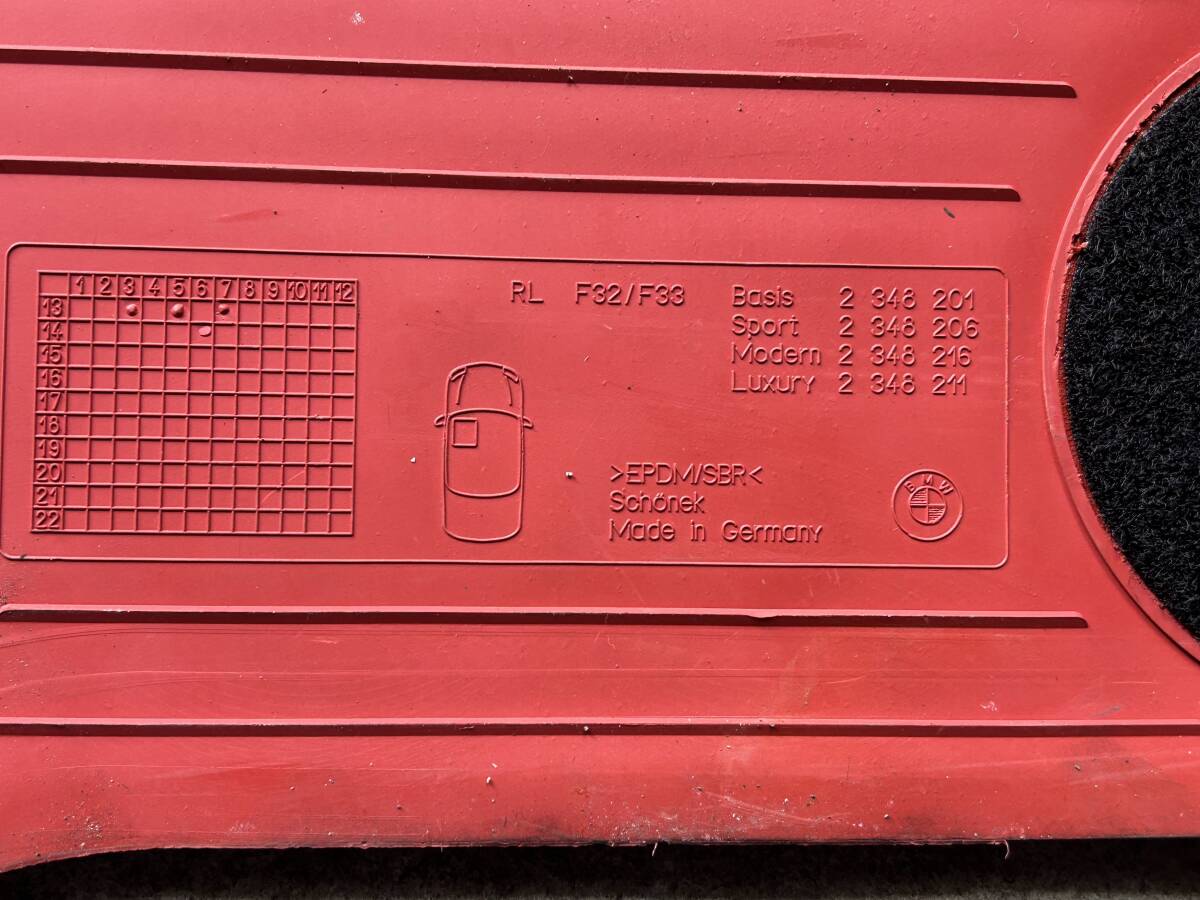 1 2 3 4 5 6 7 8 9 10 11 12
13
14
15
16
17
18
19
20
21
22
RL F32/F33
Basis 2 348 201
Sport 2 348 206
Modern 2 348 216
Luxury 2 348 211
>EPDM/SBR<
Schönek
Made in Germany
BMW